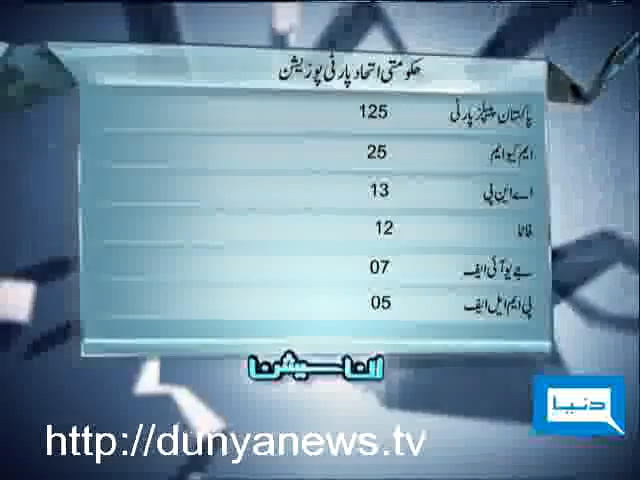 حکومتی اتحاد پارٹی پوزیشن
پاکستان پیپلز پارٹی 125
ایم کیو ایم 25
اے این پی 13
فاٹا 12
جے یو آئی ایف 07
پی ایم ایل ایف 05
دنیا
http://dunyanews.tv